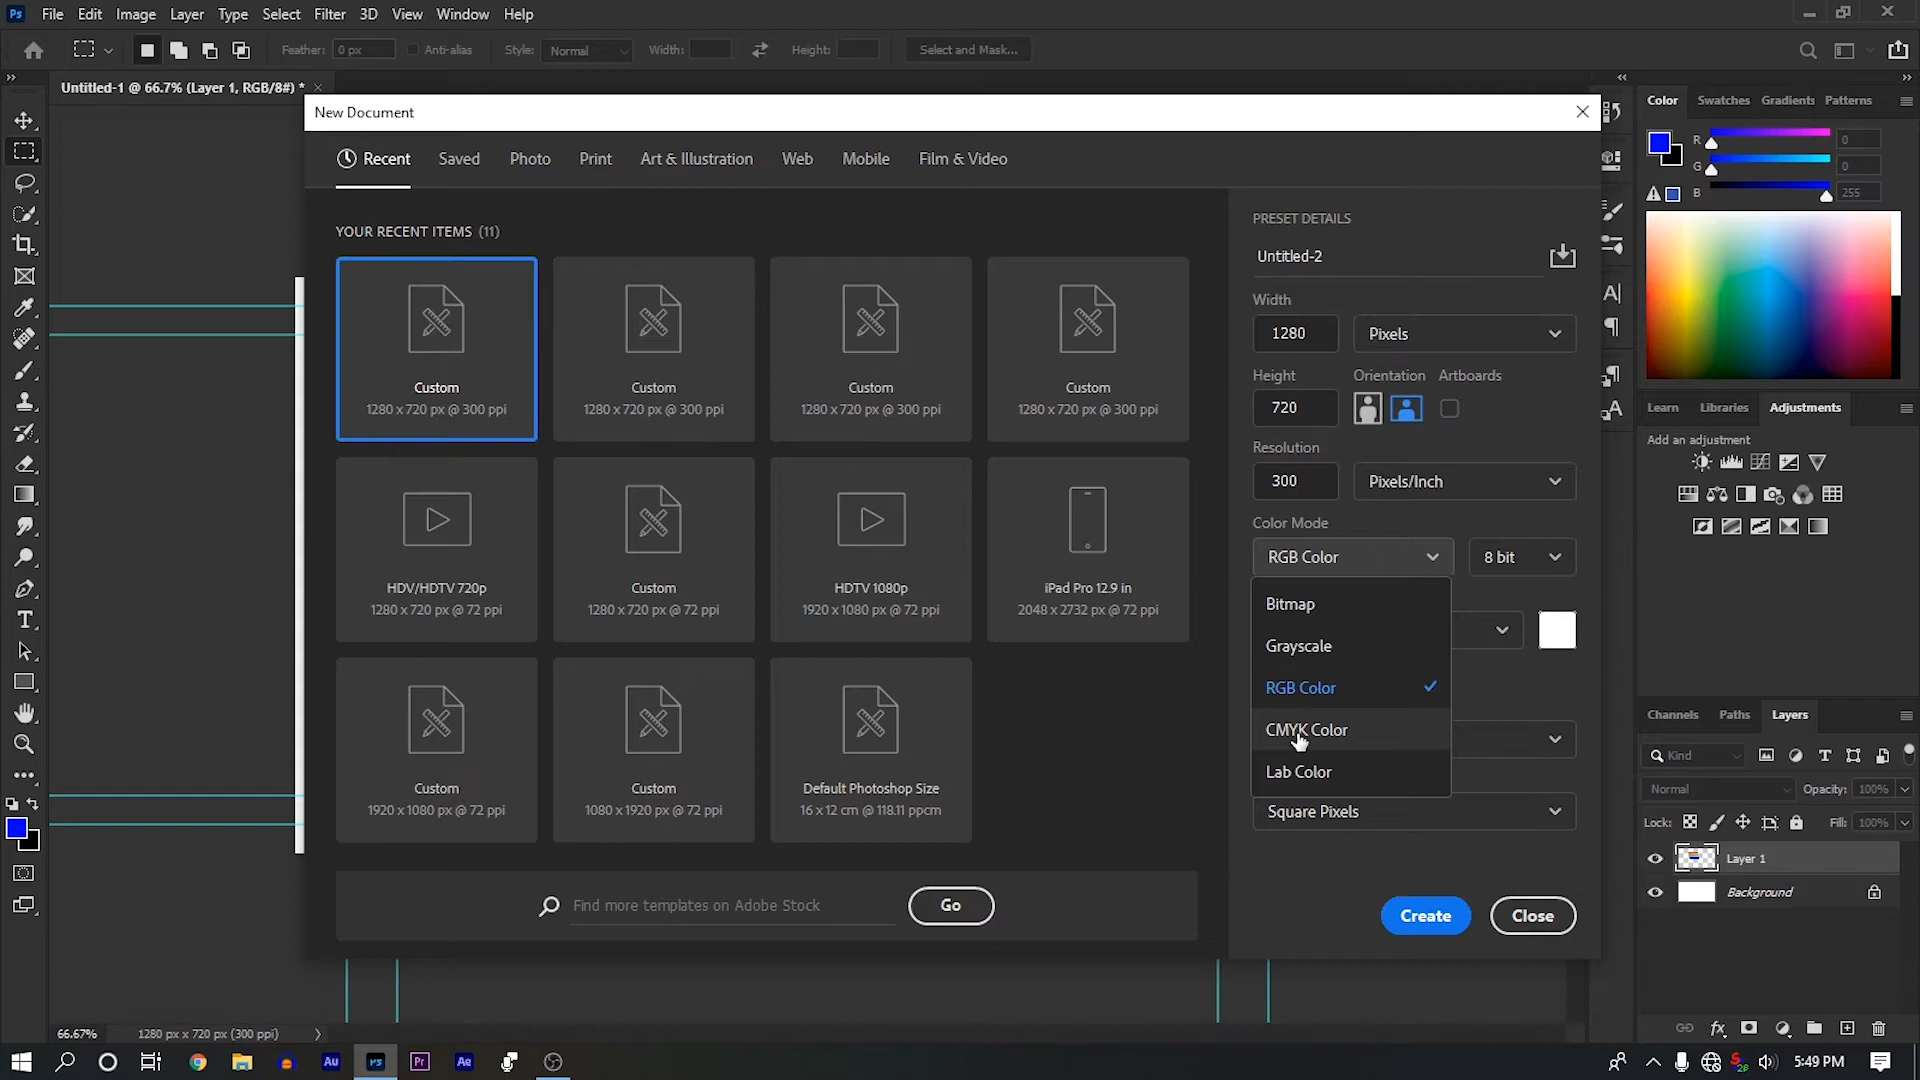 Ps File Edit Image Layer Type Select Filter 3D View Window Help
Feather: 0 px Anti-alias Style: Normal Width: Height: Select and Mask...
Untitled-1 @ 66.7% (Layer 1, RGB/8#) *
New Document
Recent Saved Photo Print Art & Illustration Web Mobile Film & Video
YOUR RECENT ITEMS (11)
Custom
1280 x 720 px @ 300 ppi
Custom
1280 x 720 px @ 300 ppi
Custom
1280 x 720 px @ 300 ppi
Custom
1280 x 720 px @ 300 ppi
HDV/HDTV 720p
1280 x 720 px @ 72 ppi
Custom
1280 x 720 px @ 72 ppi
HDTV 1080p
1920 x 1080 px @ 72 ppi
iPad Pro 12.9 in
2048 x 2732 px @ 72 ppi
Custom
1920 x 1080 px @ 72 ppi
Custom
1080 x 1920 px @ 72 ppi
Default Photoshop Size
16 x 12 cm @ 118.11 ppcm
Find more templates on Adobe Stock Go
PRESET DETAILS
Untitled-2
Width
1280 Pixels
Height Orientation Artboards
720
Resolution
300 Pixels/Inch
Color Mode
RGB Color 8 bit
Bitmap
Grayscale
RGB Color
CMYK Color
Lab Color
Square Pixels
Create Close
Color Swatches Gradients Patterns
R 0
G 0
B 255
Learn Libraries Adjustments
Add an adjustment
Channels Paths Layers
Kind
Normal Opacity: 100%
Lock: Fill: 100%
Layer 1
Background
fx
66.67% 1280 px x 720 px (300 ppi)
Au Ps Pr Ae 5:49 PM